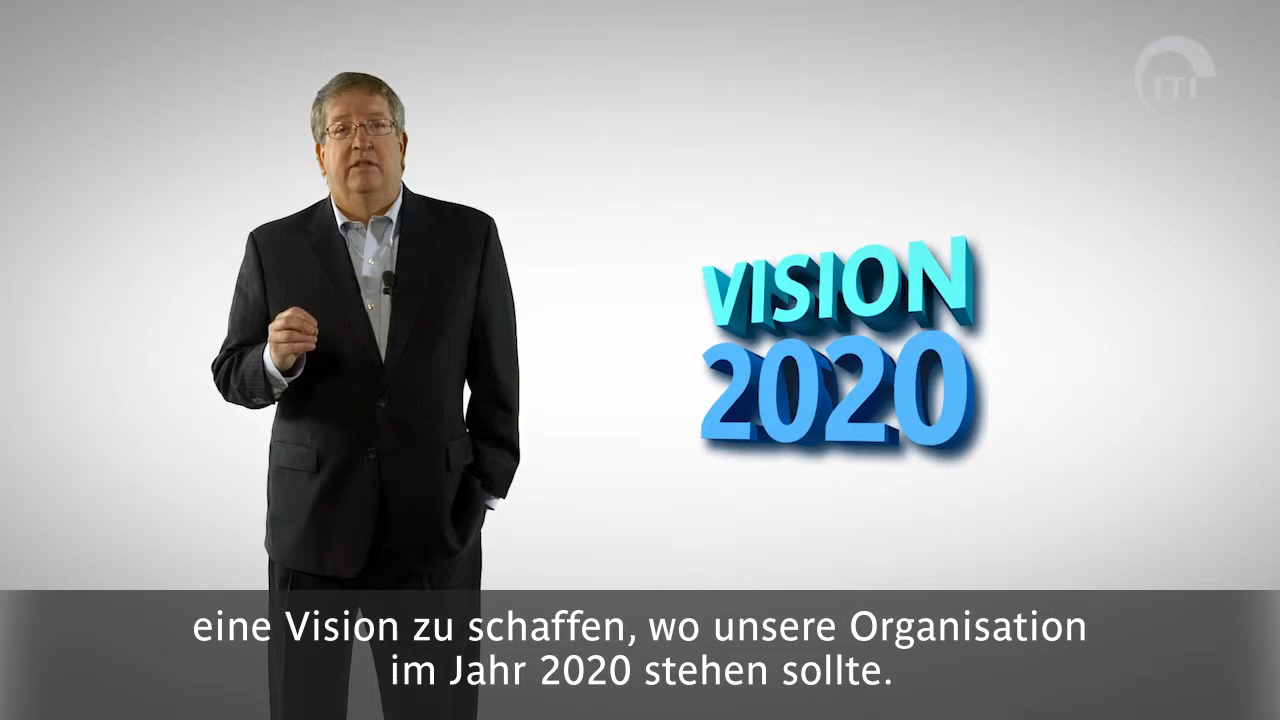 ITI
VISION
2020
eine Vision zu schaffen, wo unsere Organisation
im Jahr 2020 stehen sollte.